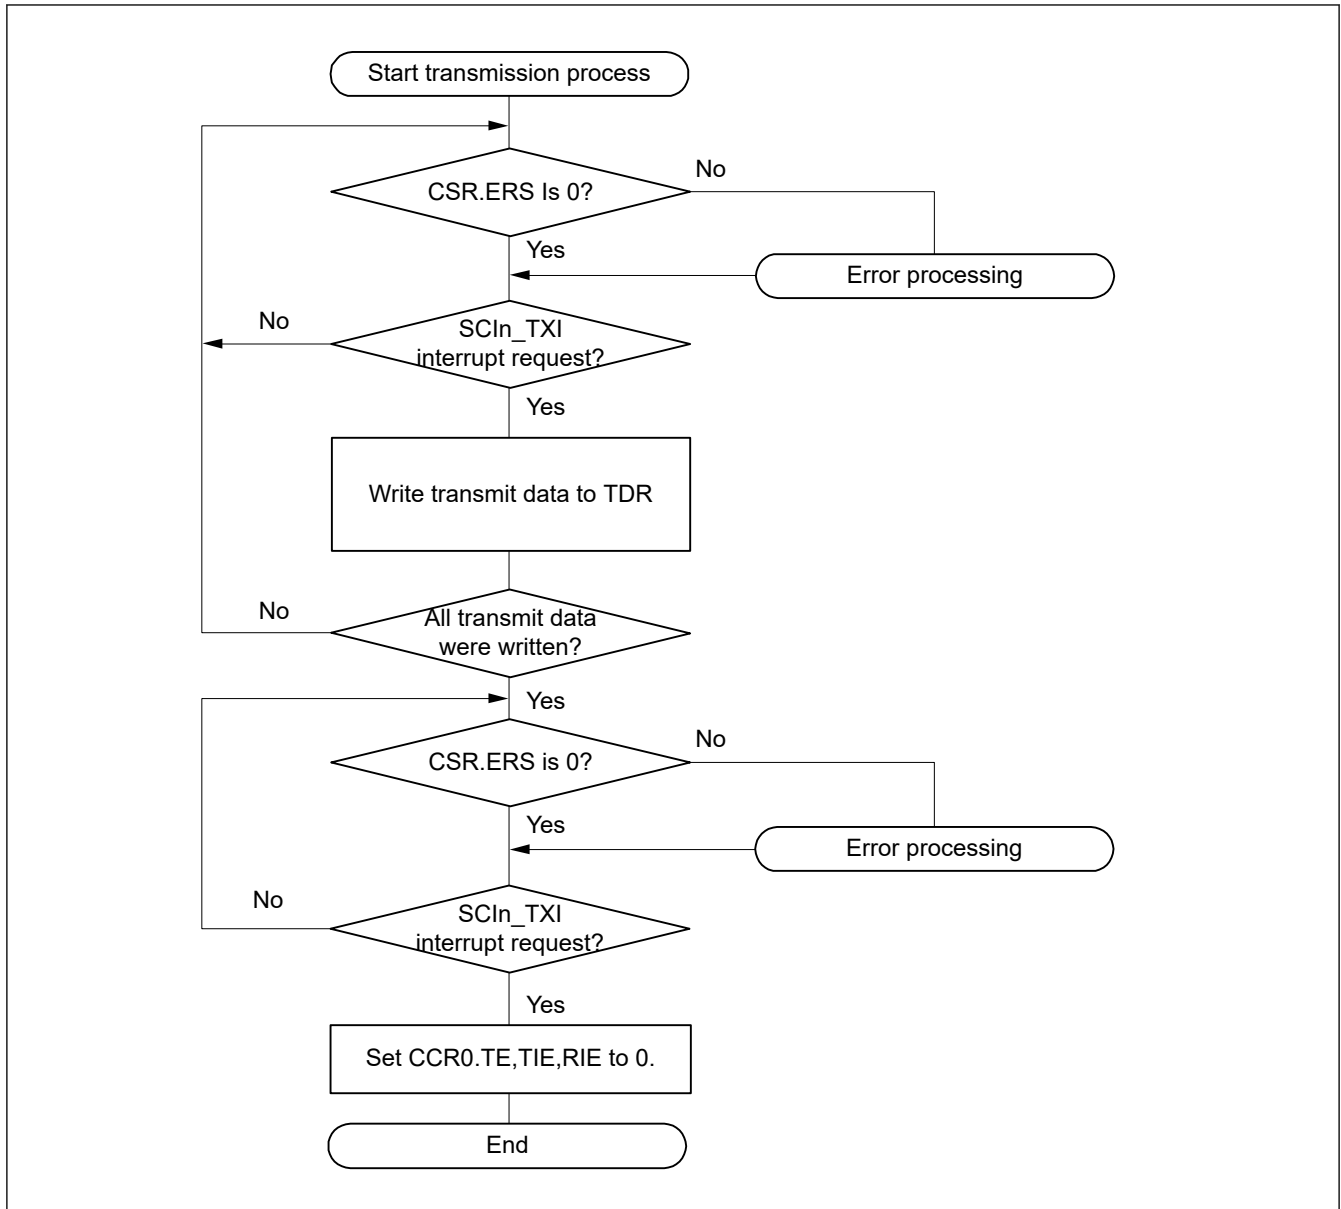 Start transmission process
CSR.ERS Is 0?
No
Yes
Error processing
No
SCIn_TXI
interrupt request?
Yes
Write transmit data to TDR
No
All transmit data
were written?
Yes
CSR.ERS is 0?
No
Yes
Error processing
No
SCIn_TXI
interrupt request?
Yes
Set CCR0.TE,TIE,RIE to 0.
End